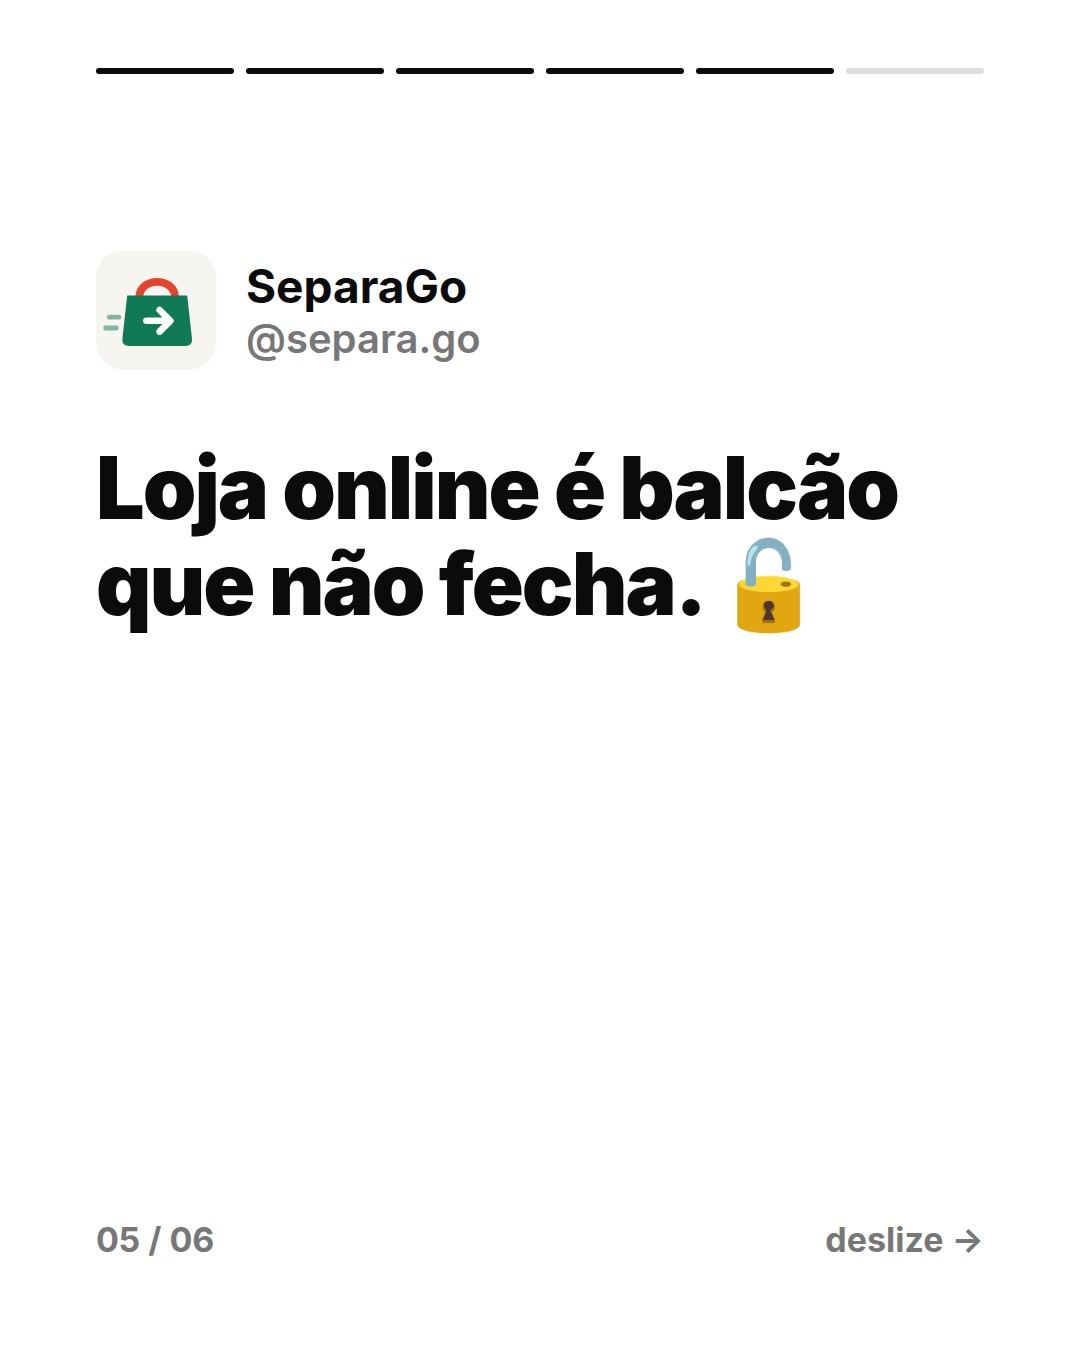 SeparaGo
@separa.go
Loja online é balcão
que não fecha. 🔓
05 / 06
deslize →